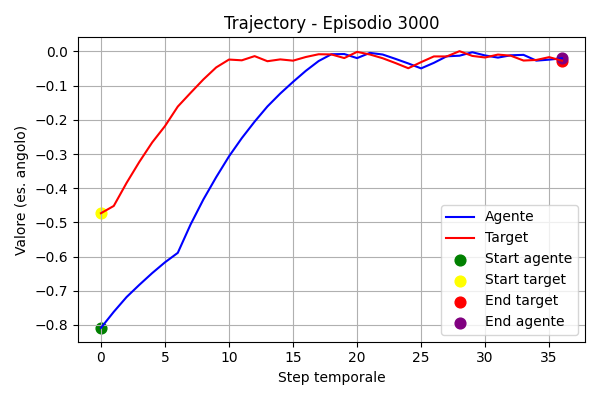 Trajectory - Episodio 3000
Valore (es. angolo)
0.0
−0.1
−0.2
−0.3
−0.4
−0.5
−0.6
−0.7
−0.8
Agente
Target
Start agente
Start target
End target
End agente
0 5 10 15 20 25 30 35
Step temporale